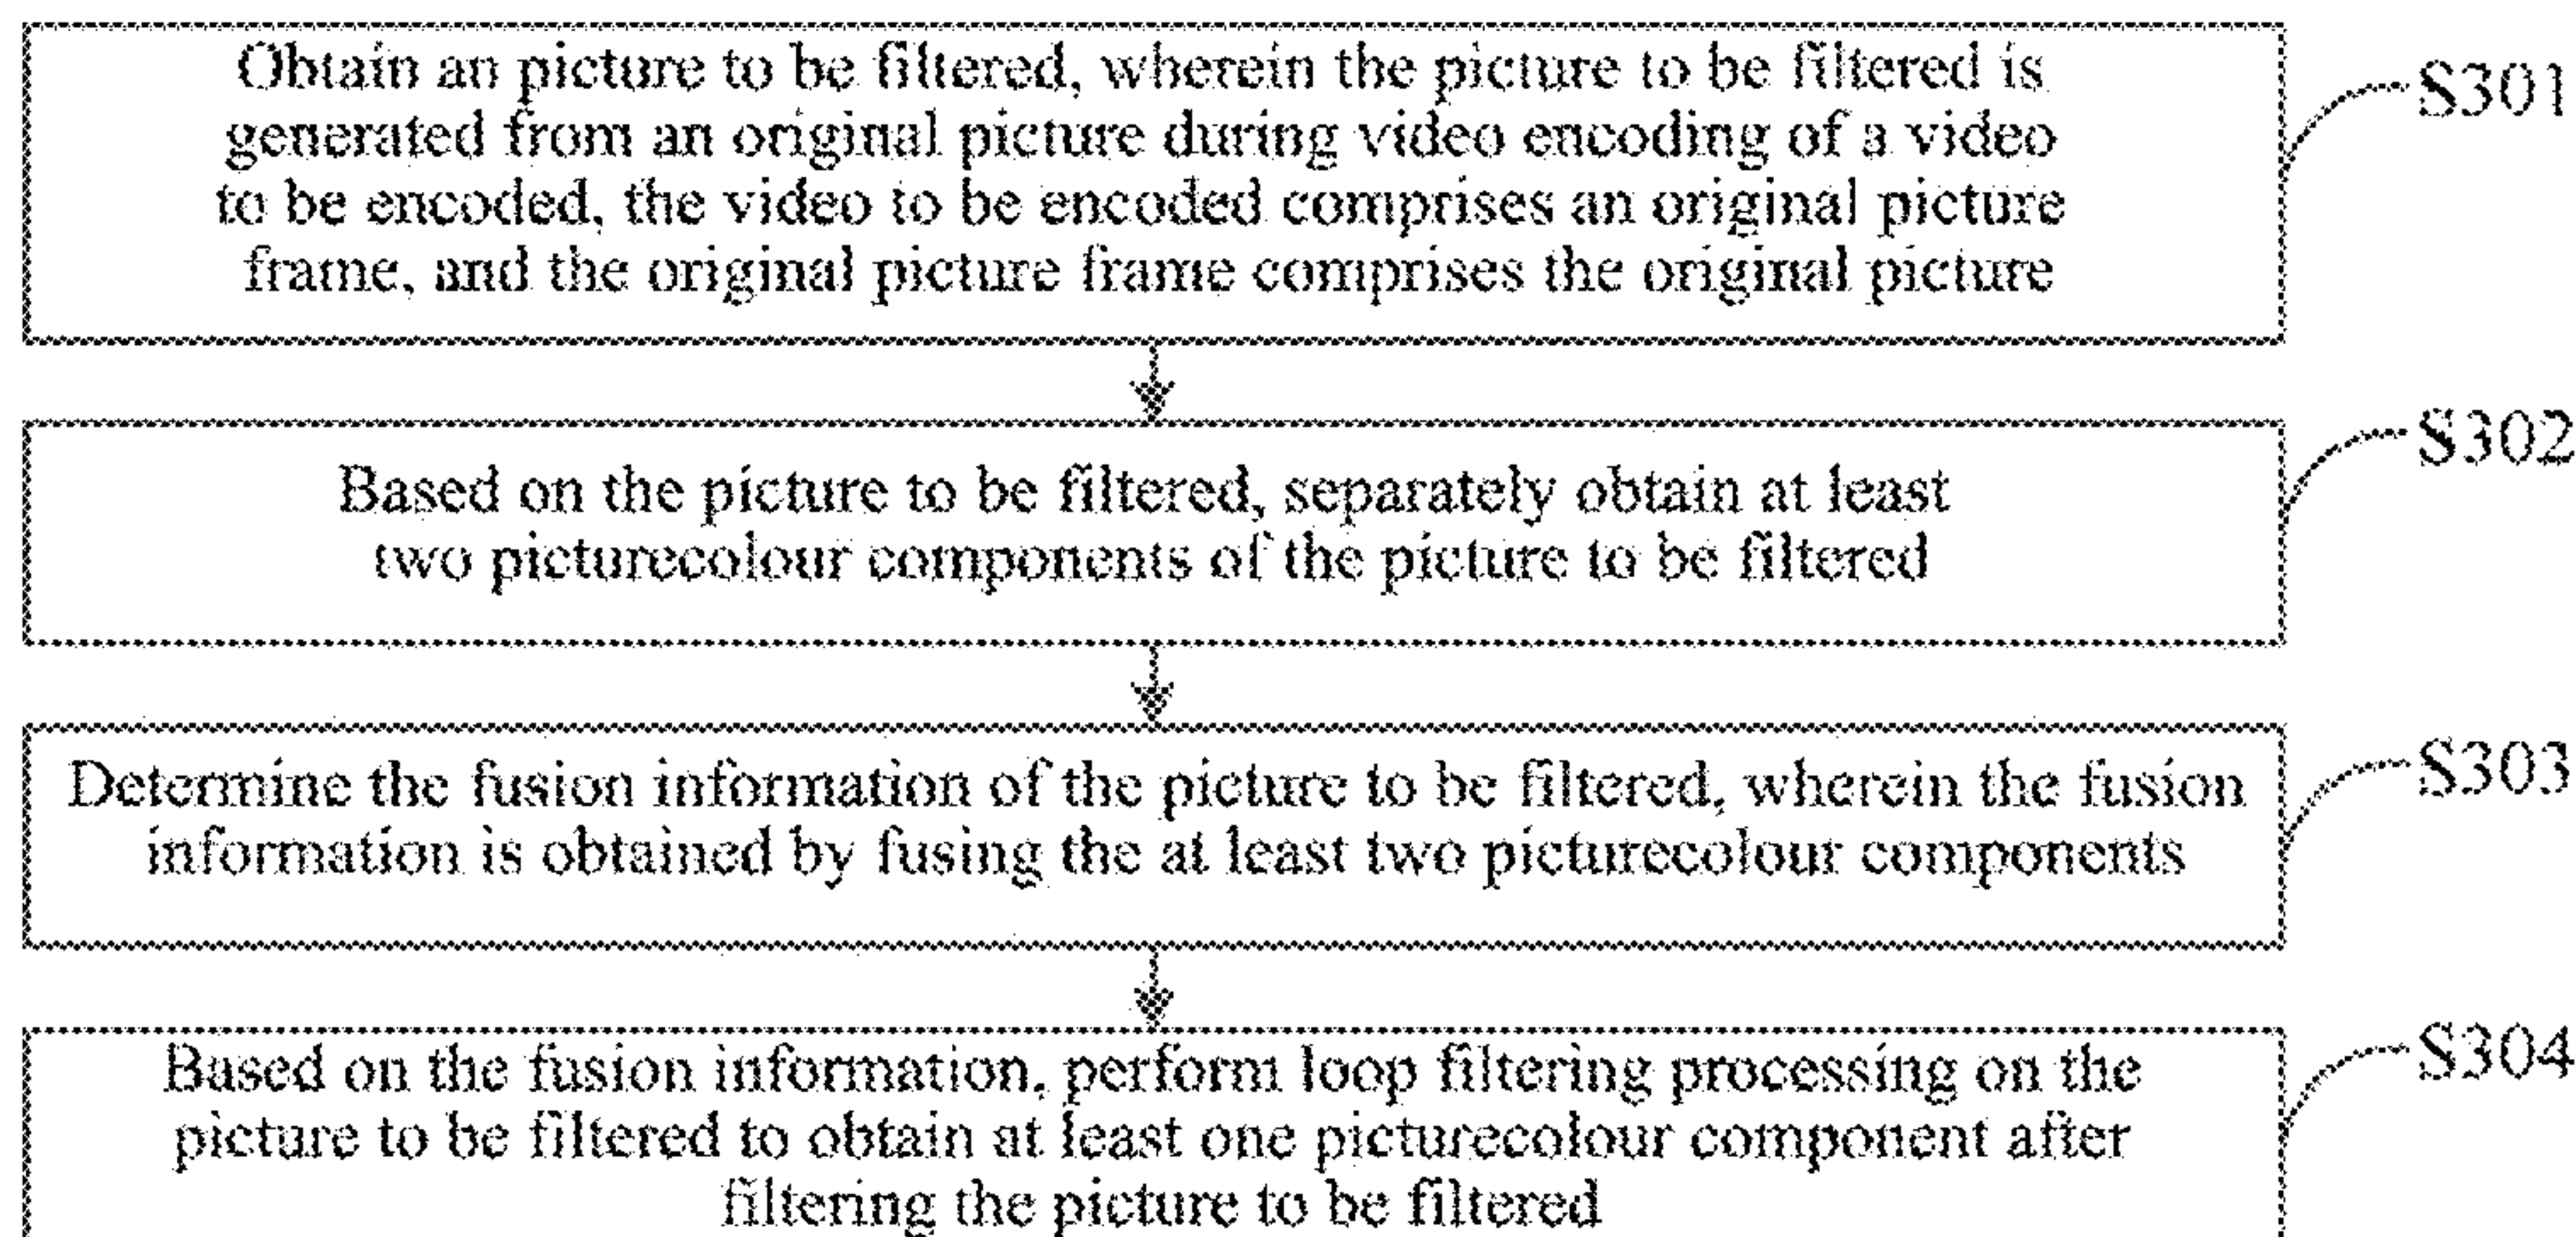 Obtain an picture to be filtered, wherein the picture to be filtered is
S301
generated from an original picture during video encoding of a video
to be encoded, the video to be encoded comprises an original picture
frame, and the original picture frame comprises the original picture
S302
Based on the picture to be filtered, separately obtain at least
two picturecolour components of the picture to be filtered
S303
Determine the fusion information of the picture to be filtered, wherein the fusion
information is obtained by fusing the at least two picturecolour components
S304
Based on the fusion information, perform loop filtering processing on the
picture to be filtered to obtain at least one picturecolour component after
filtering the picture to be filtered